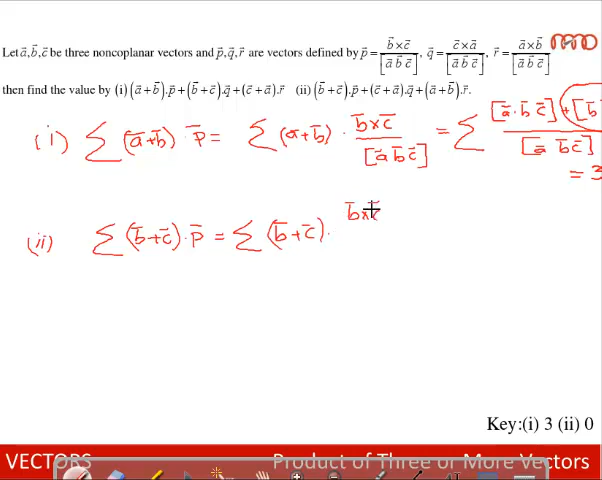 Let a⃗,b⃗,c⃗ be three noncoplanar vectors and p⃗,q⃗,r⃗ are vectors defined by p⃗ = (b⃗×c⃗)/[a⃗ b⃗ c⃗], q⃗ = (c⃗×a⃗)/[a⃗ b⃗ c⃗], r⃗ = (a⃗×b⃗)/[a⃗ b⃗ c⃗]
then find the value by (i) (a⃗+b⃗).p⃗+(b⃗+c⃗).q⃗+(c⃗+a⃗).r⃗ (ii) (b⃗+c⃗).p⃗+(c⃗+a⃗).q⃗+(a⃗+b⃗).r⃗.
(i) Σ (a̅+b̅)·p̅ = Σ (a+b̅)·(b̅×c̅)/[a̅ b̅ c̅] = Σ ([a̅·b̅ c̅]+[b̅)/[a̅ b̅c̅]
= 3
(ii) Σ (b̅+c̅)·p̅ = Σ (b̅+c̅)· b̅×c̅
Key:(i) 3 (ii) 0
VECTORS Product of Three or More Vectors